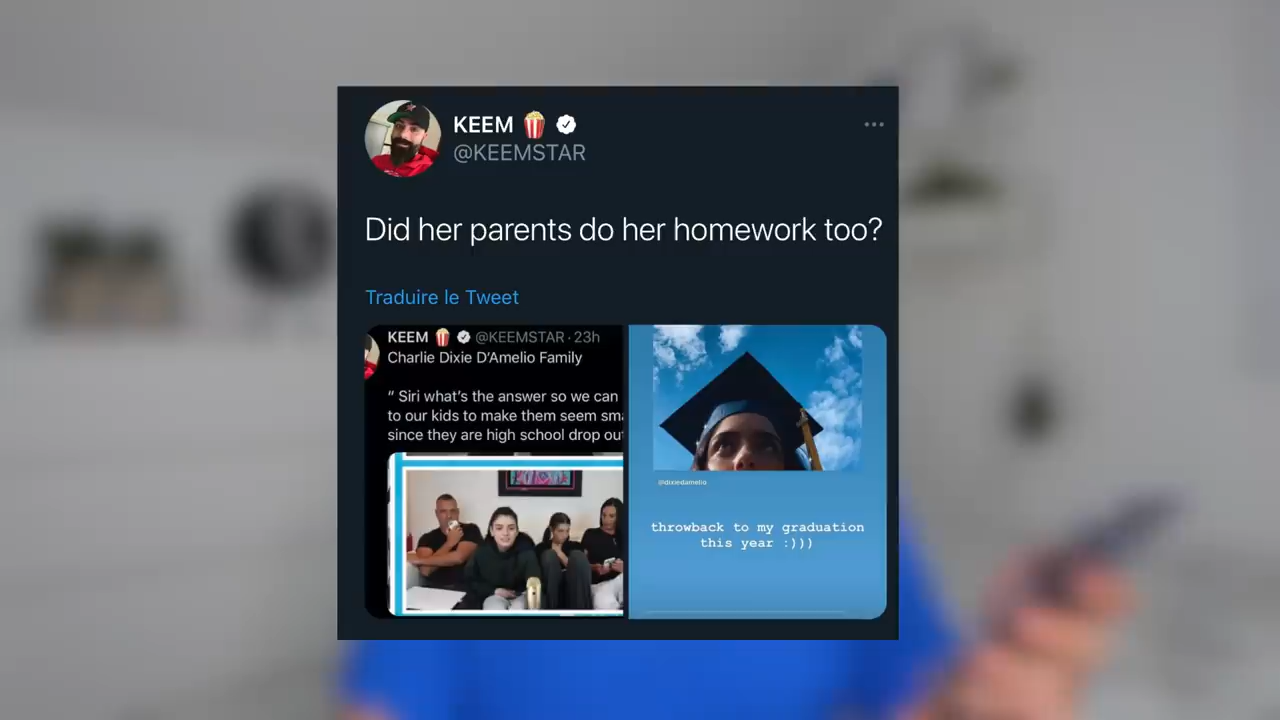 KEEM
@KEEMSTAR
Did her parents do her homework too?
Traduire le Tweet
KEEM @KEEMSTAR · 23h
Charlie Dixie D'Amelio Family
“ Siri what's the answer so we can
to our kids to make them seem
since they are high school drop
@dixiedamelio
throwback to my graduation
this year :)))